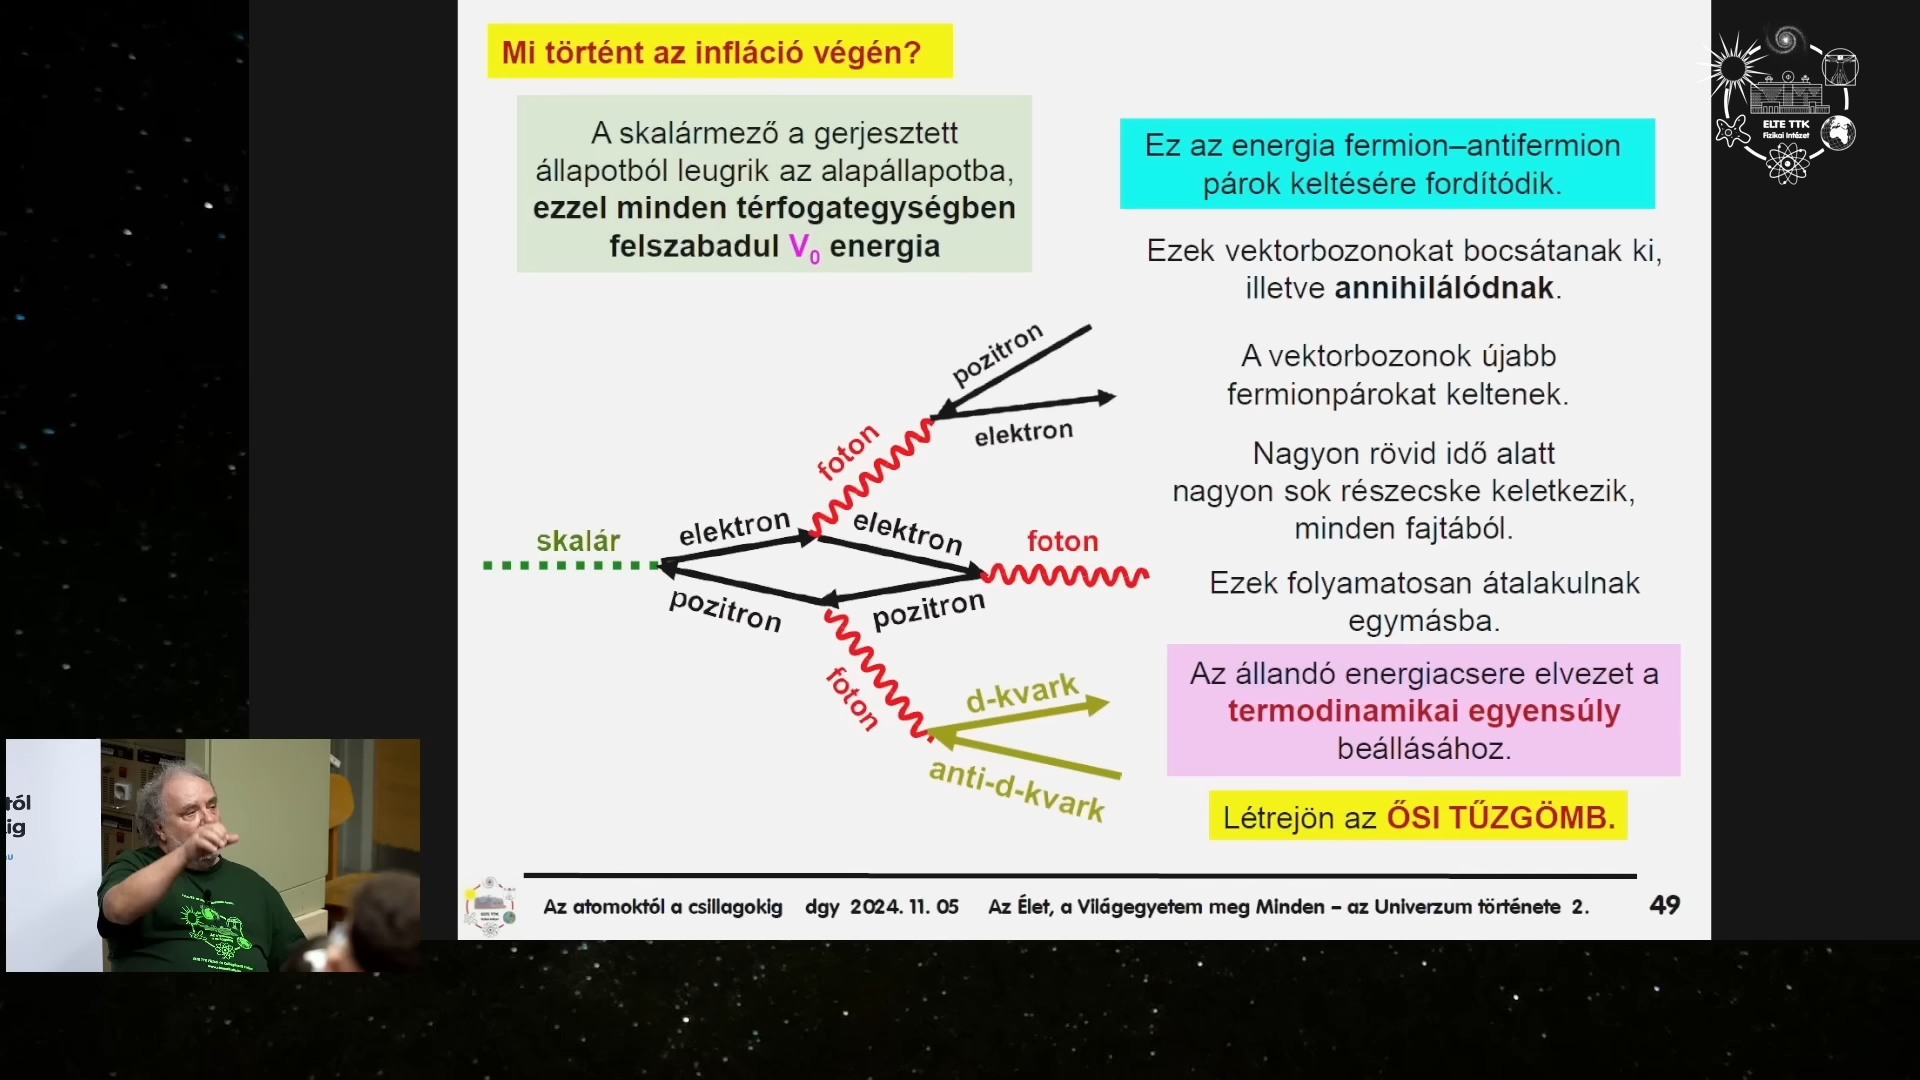 Mi történt az infláció végén?
A skalármező a gerjesztett
állapotból leugrik az alapállapotba,
ezzel minden térfogategységben
felszabadul V₀ energia
Ez az energia fermion–antifermion
párok keltésére fordítódik.
Ezek vektorbozonokat bocsátanak ki,
illetve annihilálódnak.
A vektorbozonok újabb
fermionpárokat keltenek.
Nagyon rövid idő alatt
nagyon sok részecske keletkezik,
minden fajtából.
Ezek folyamatosan átalakulnak
egymásba.
Az állandó energiacsere elvezet a
termodinamikai egyensúly
beállásához.
Létrejön az ŐSI TŰZGÖMB.
pozitron
elektron
foton
skalár
elektron
elektron
foton
pozitron
pozitron
foton
d-kvark
anti-d-kvark
Az atomoktól a csillagokig dgy 2024. 11. 05 Az Élet, a Világegyetem meg Minden – az Univerzum története 2. 49
ELTE TTK
Fizikai Intézet
tól
ig